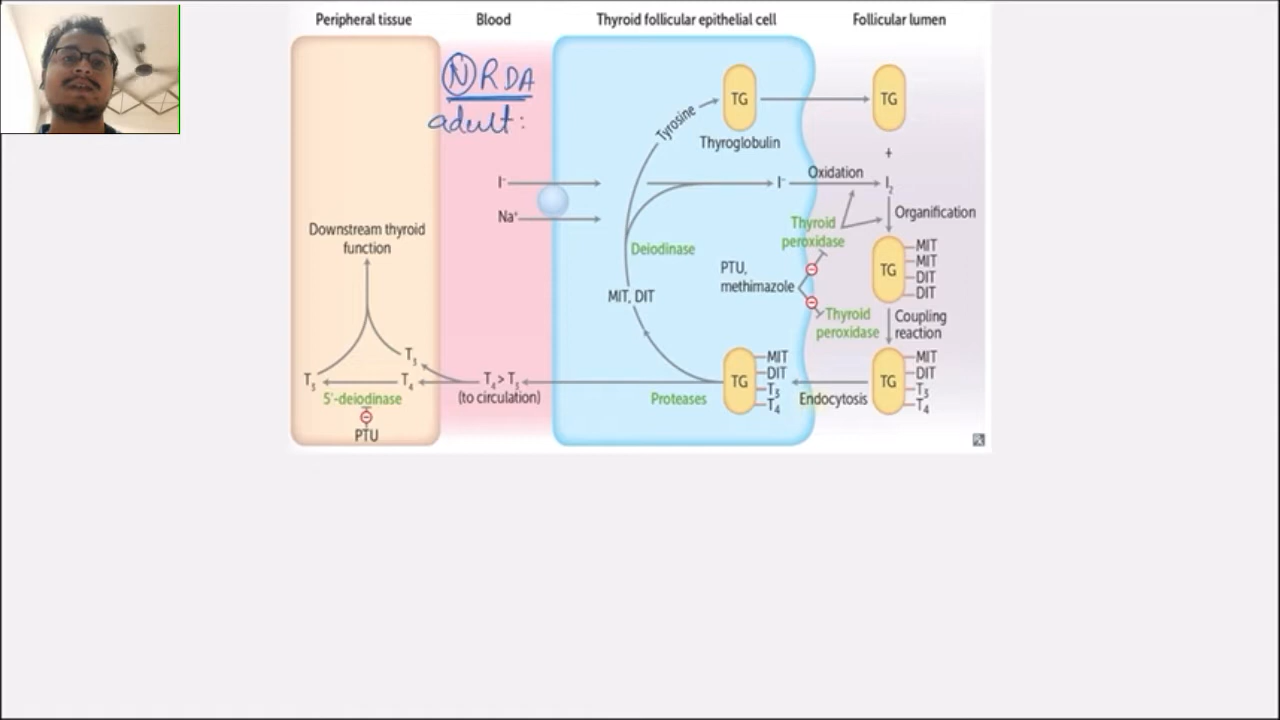 Peripheral tissue
Blood
Thyroid follicular epithelial cell
Follicular lumen
Ⓝ RDA
adult:
TG
TG
Tyrosine
Thyroglobulin
+
I⁻
I⁻
Oxidation
I₂
Na⁺
Organification
Thyroid
peroxidase
Downstream thyroid
function
Deiodinase
TG
MIT
MIT
DIT
DIT
PTU,
methimazole
MIT, DIT
Thyroid
peroxidase
Coupling
reaction
T₃
T₃
T₄
T₄ > T₃
(to circulation)
5'-deiodinase
PTU
Proteases
TG
MIT
DIT
T₃
T₄
Endocytosis
TG
MIT
DIT
T₃
T₄